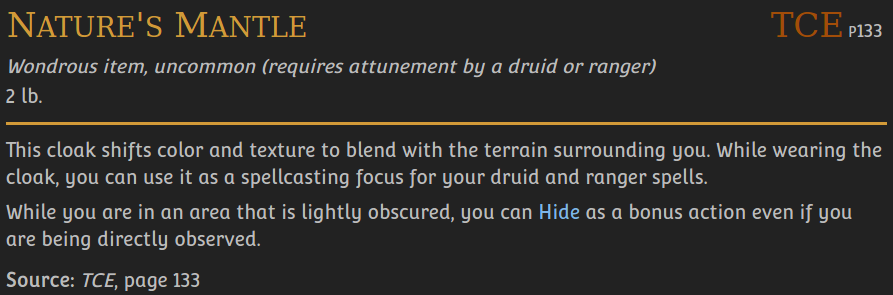 Nature's Mantle TCE P133
Wondrous item, uncommon (requires attunement by a druid or ranger)
2 lb.
This cloak shifts color and texture to blend with the terrain surrounding you. While wearing the
cloak, you can use it as a spellcasting focus for your druid and ranger spells.
While you are in an area that is lightly obscured, you can Hide as a bonus action even if you
are being directly observed.
Source: TCE, page 133